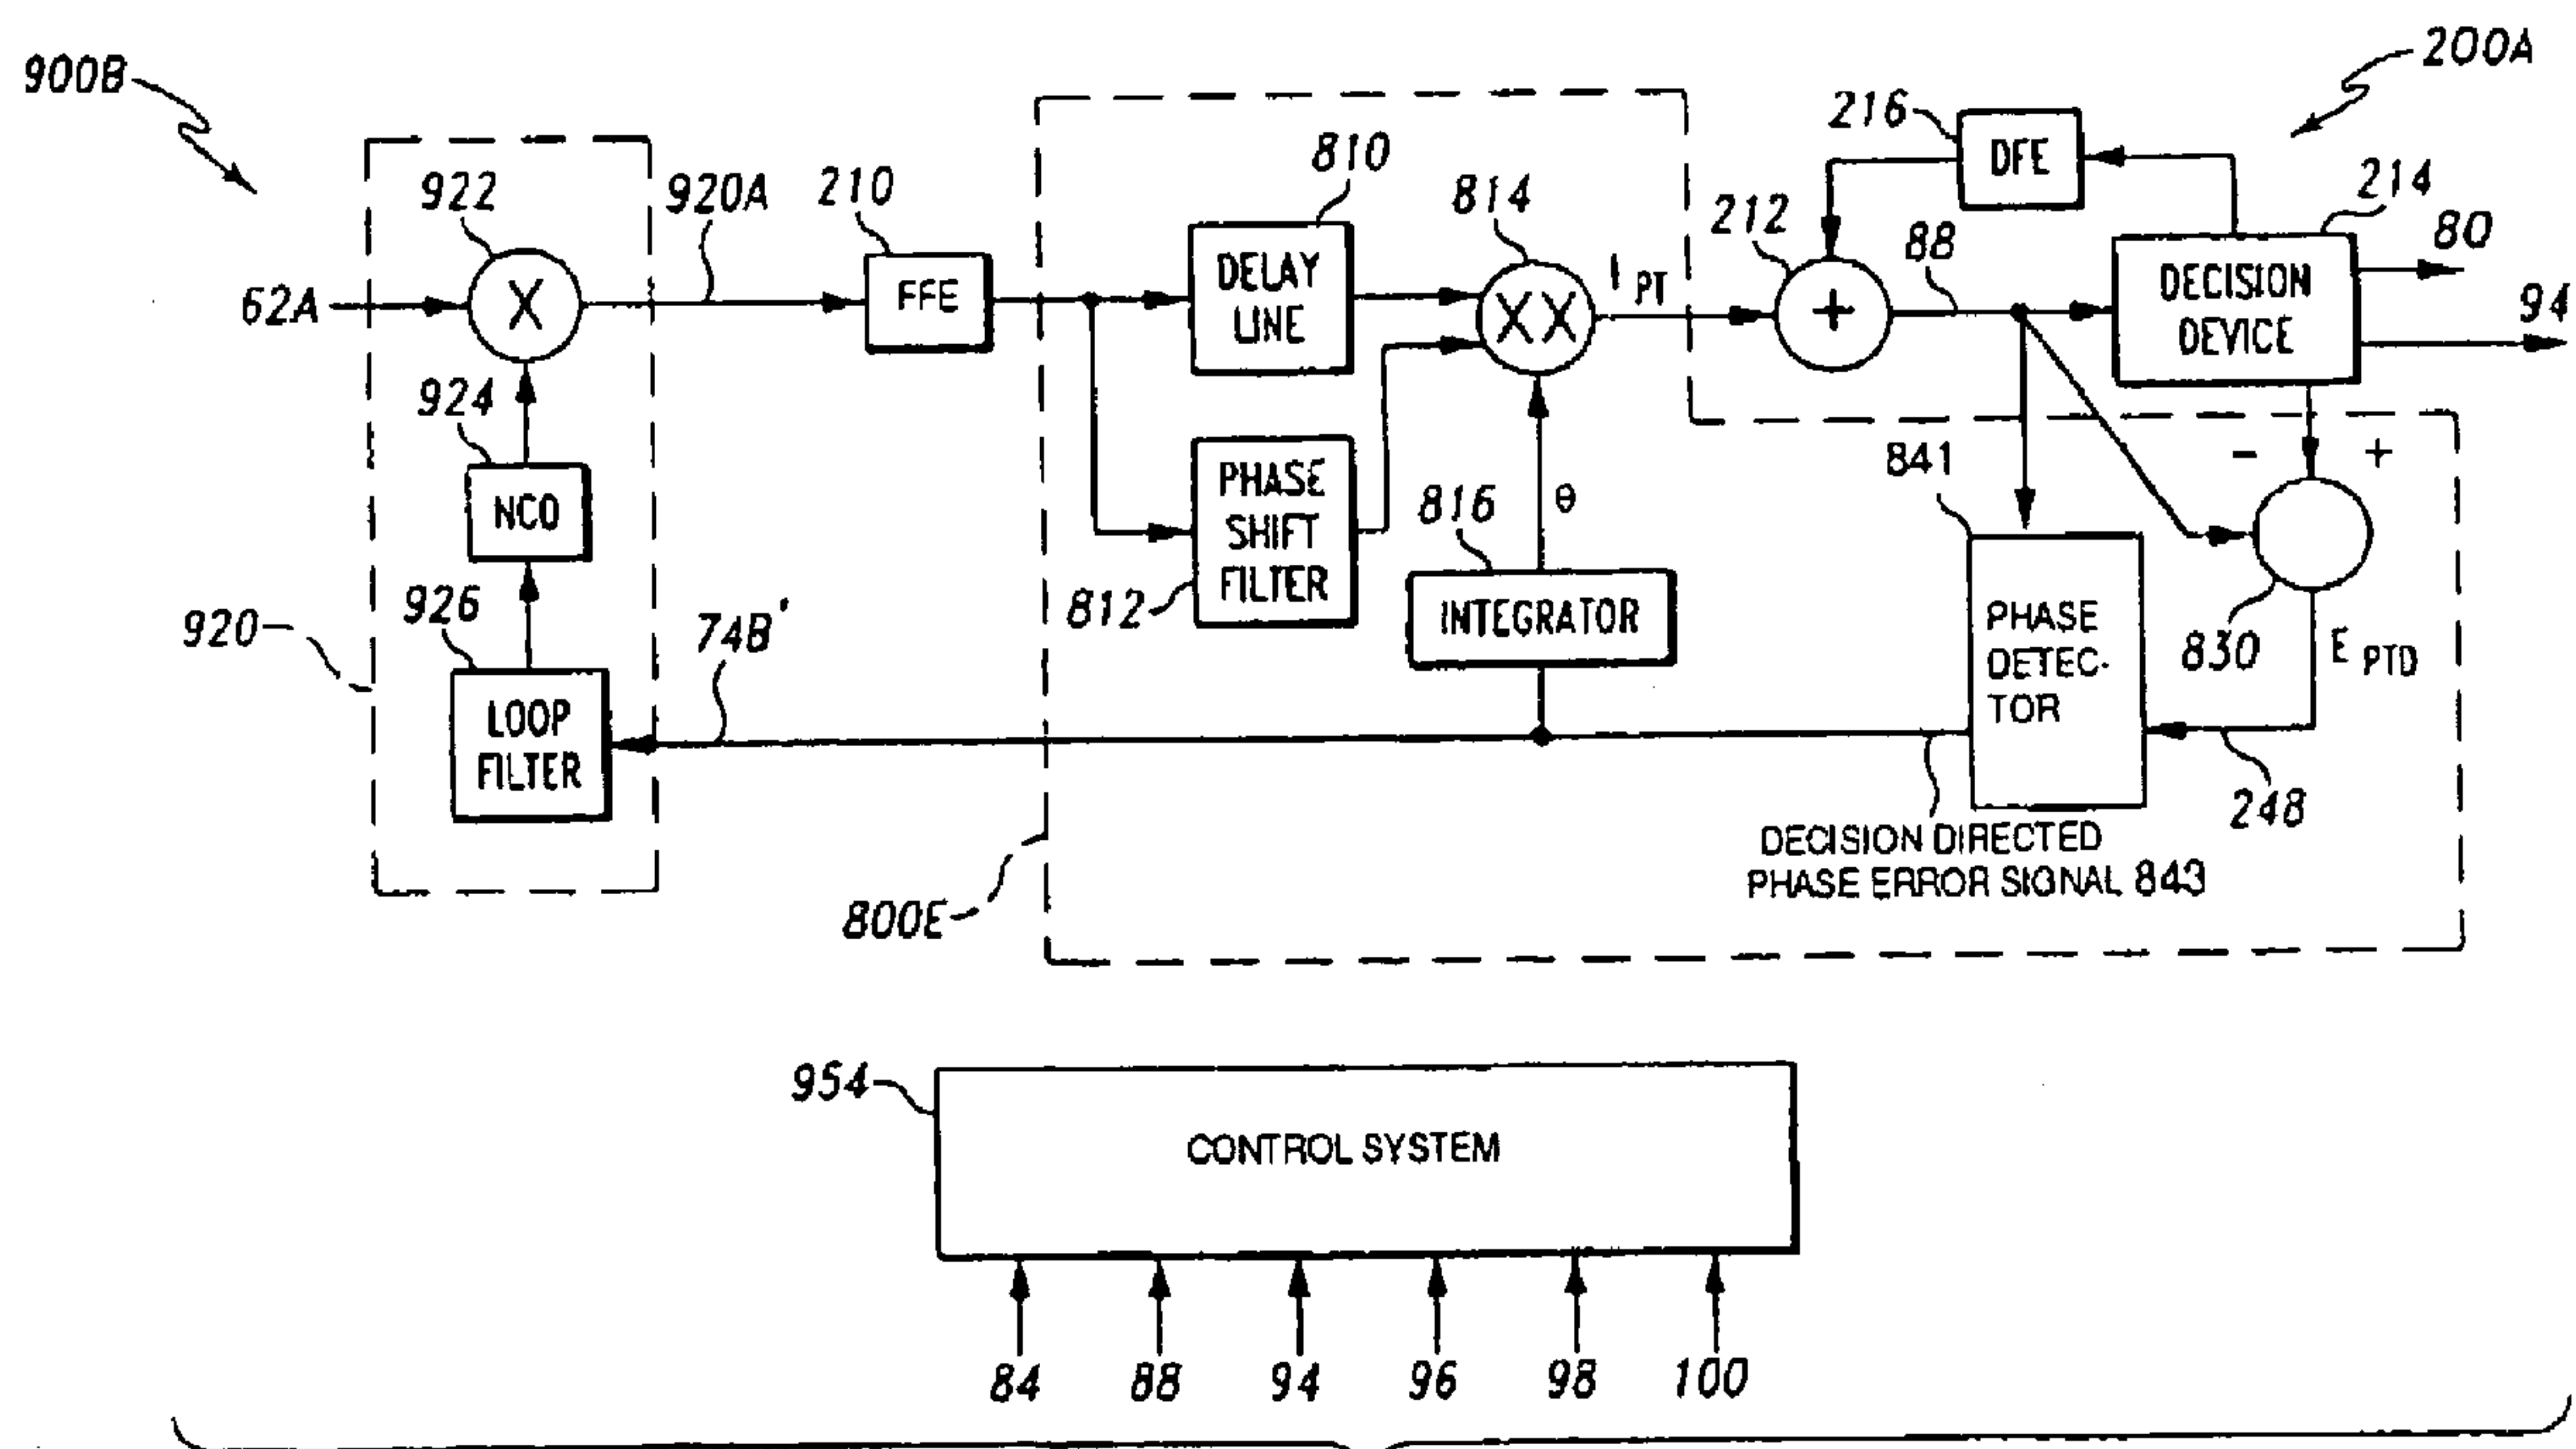 900B
200A
922
62A
X
920A
210
FFE
924
NCO
926
920
LOOP
FILTER
74B'
810
DELAY
LINE
814
XX
I PT
PHASE
SHIFT
FILTER
812
816
θ
INTEGRATOR
216
DFE
212
+
88
214
DECISION
DEVICE
80
94
841
−
+
PHASE
DETEC-
TOR
830
E PTD
248
DECISION DIRECTED
PHASE ERROR SIGNAL 843
800E
954
CONTROL SYSTEM
84 88 94 96 98 100